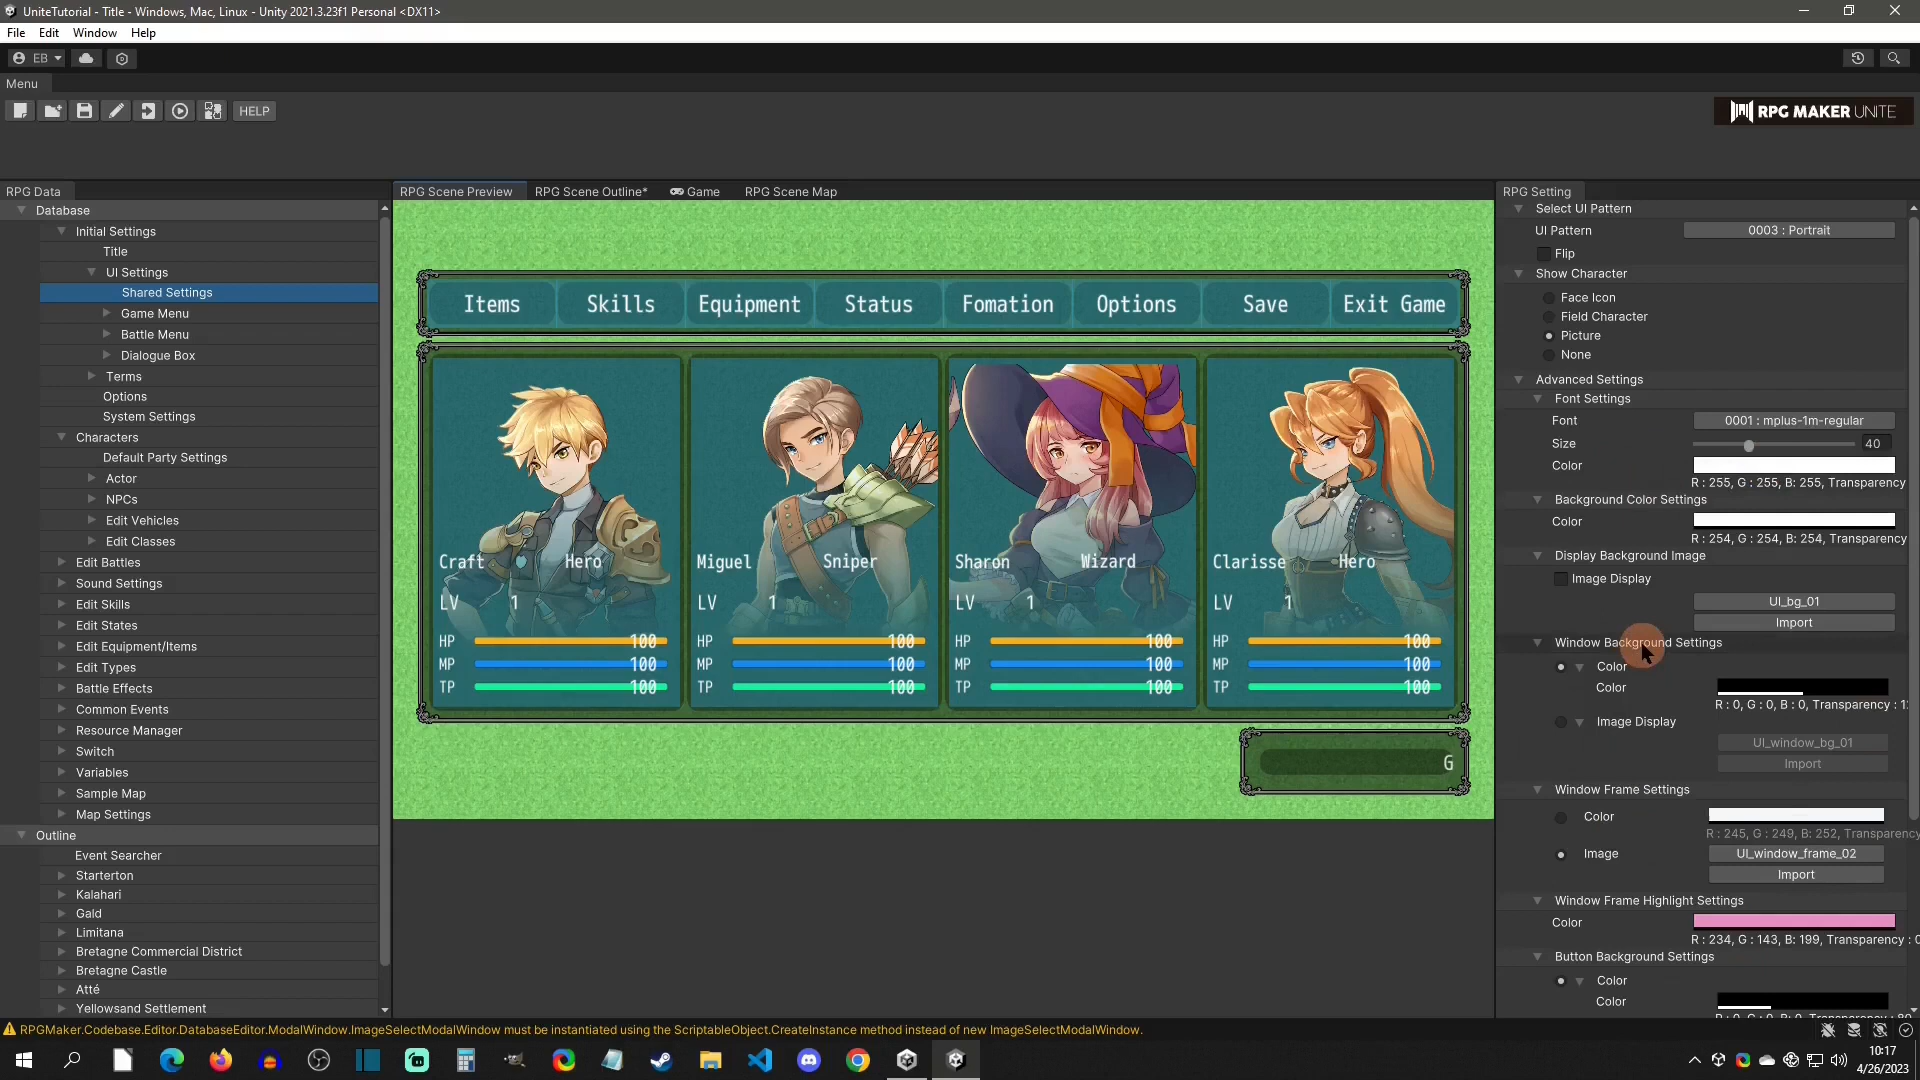 UniteTutorial - Title - Windows, Mac, Linux - Unity 2021.3.23f1 Personal <DX11>
File Edit Window Help
EB
Menu
HELP
RPG MAKER UNITE
RPG Data
RPG Scene Preview RPG Scene Outline* Game RPG Scene Map
RPG Setting
Database
Initial Settings
Title
UI Settings
Shared Settings
Game Menu
Battle Menu
Dialogue Box
Terms
Options
System Settings
Characters
Default Party Settings
Actor
NPCs
Edit Vehicles
Edit Classes
Edit Battles
Sound Settings
Edit Skills
Edit States
Edit Equipment/Items
Edit Types
Battle Effects
Common Events
Resource Manager
Switch
Variables
Sample Map
Map Settings
Outline
Event Searcher
Starterton
Kalahari
Gald
Limitana
Bretagne Commercial District
Bretagne Castle
Atté
Yellowsand Settlement
Items Skills Equipment Status Fomation Options Save Exit Game
Craft Hero
LV 1
HP 100
MP 100
TP 100
Miguel Sniper
LV 1
HP 100
MP 100
TP 100
Sharon Wizard
LV 1
HP 100
MP 100
TP 100
Clarisse Hero
LV 1
HP 100
MP 100
TP 100
G
Select UI Pattern
UI Pattern 0003 : Portrait
Flip
Show Character
Face Icon
Field Character
Picture
None
Advanced Settings
Font Settings
Font 0001 : mplus-1m-regular
Size 40
Color
R : 255, G : 255, B: 255, Transparency
Background Color Settings
Color
R : 254, G : 254, B: 254, Transparency
Display Background Image
Image Display
UI_bg_01
Import
Window Background Settings
Color
Color
R : 0, G : 0, B : 0, Transparency : 1
Image Display
UI_window_bg_01
Import
Window Frame Settings
Color
R : 245, G : 249, B: 252, Transparency
Image UI_window_frame_02
Import
Window Frame Highlight Settings
Color
R : 234, G : 143, B: 199, Transparency : 0
Button Background Settings
Color
Color
RPGMaker.Codebase.Editor.DatabaseEditor.ModalWindow.ImageSelectModalWindow must be instantiated using the ScriptableObject.CreateInstance method instead of new ImageSelectModalWindow.
10:17
4/26/2023